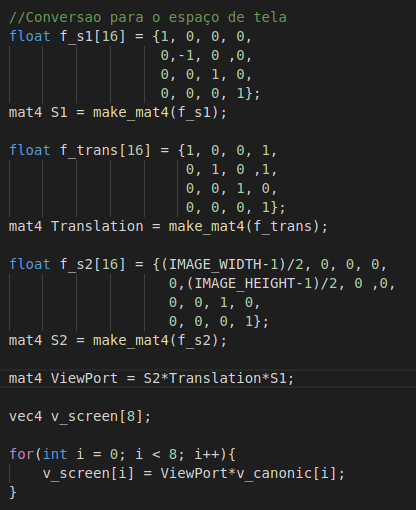 //Conversao para o espaço de tela
float f_s1[16] = {1, 0, 0, 0,
0,-1, 0 ,0,
0, 0, 1, 0,
0, 0, 0, 1};
mat4 S1 = make_mat4(f_s1);
float f_trans[16] = {1, 0, 0, 1,
0, 1, 0 ,1,
0, 0, 1, 0,
0, 0, 0, 1};
mat4 Translation = make_mat4(f_trans);
float f_s2[16] = {(IMAGE_WIDTH-1)/2, 0, 0, 0,
0,(IMAGE_HEIGHT-1)/2, 0 ,0,
0, 0, 1, 0,
0, 0, 0, 1};
mat4 S2 = make_mat4(f_s2);
mat4 ViewPort = S2*Translation*S1;
vec4 v_screen[8];
for(int i = 0; i < 8; i++){
v_screen[i] = ViewPort*v_canonic[i];
}